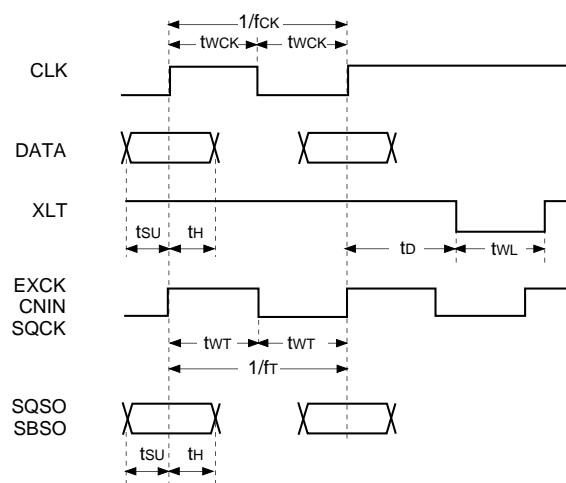 1/fCK
tWCK tWCK
CLK
DATA
XLT
tSU tH tD tWL
EXCK
CNIN
SQCK
tWT tWT
1/fT
SQSO
SBSO
tSU tH